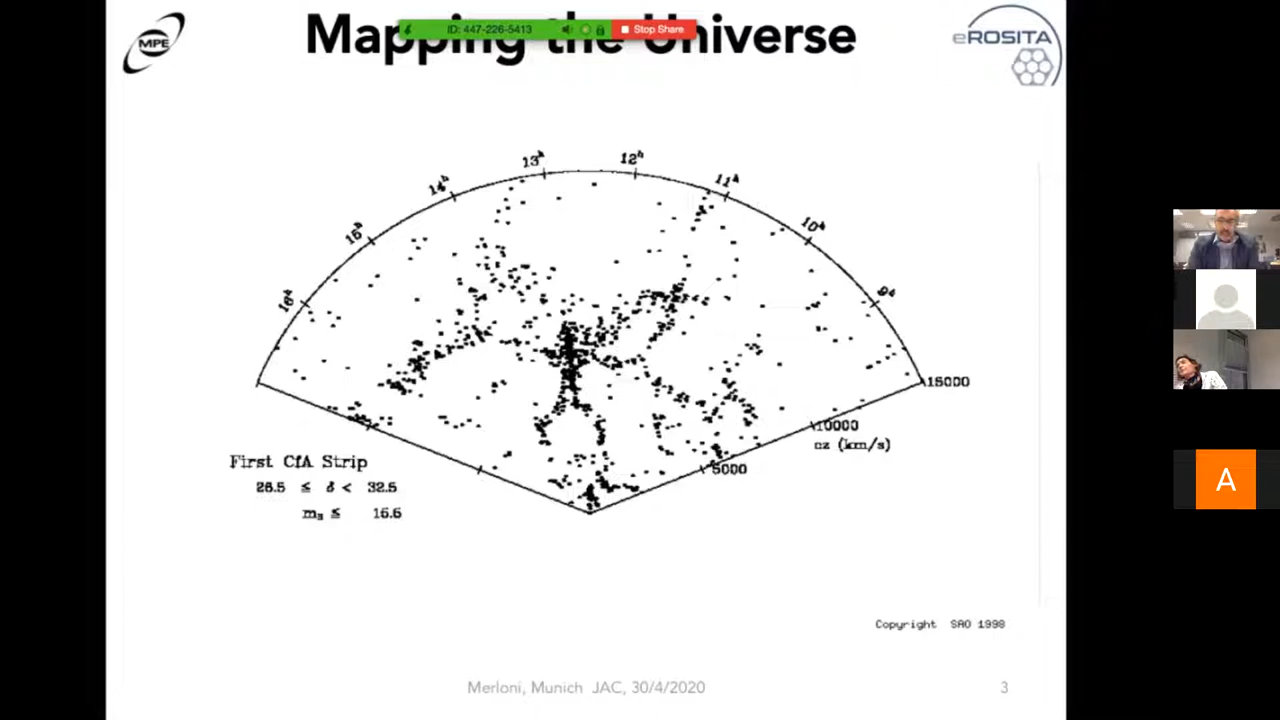 Mapping the Universe
MPE
ID: 447-226-5413
Stop Share
eROSITA
13h
12h
14h
11h
15h
10h
16h
9h
15000
10000
cz (km/s)
5000
First CfA Strip
26.5 ≤ δ < 32.5
mB ≤ 15.5
A
Copyright SAO 1998
Merloni, Munich JAC, 30/4/2020
3